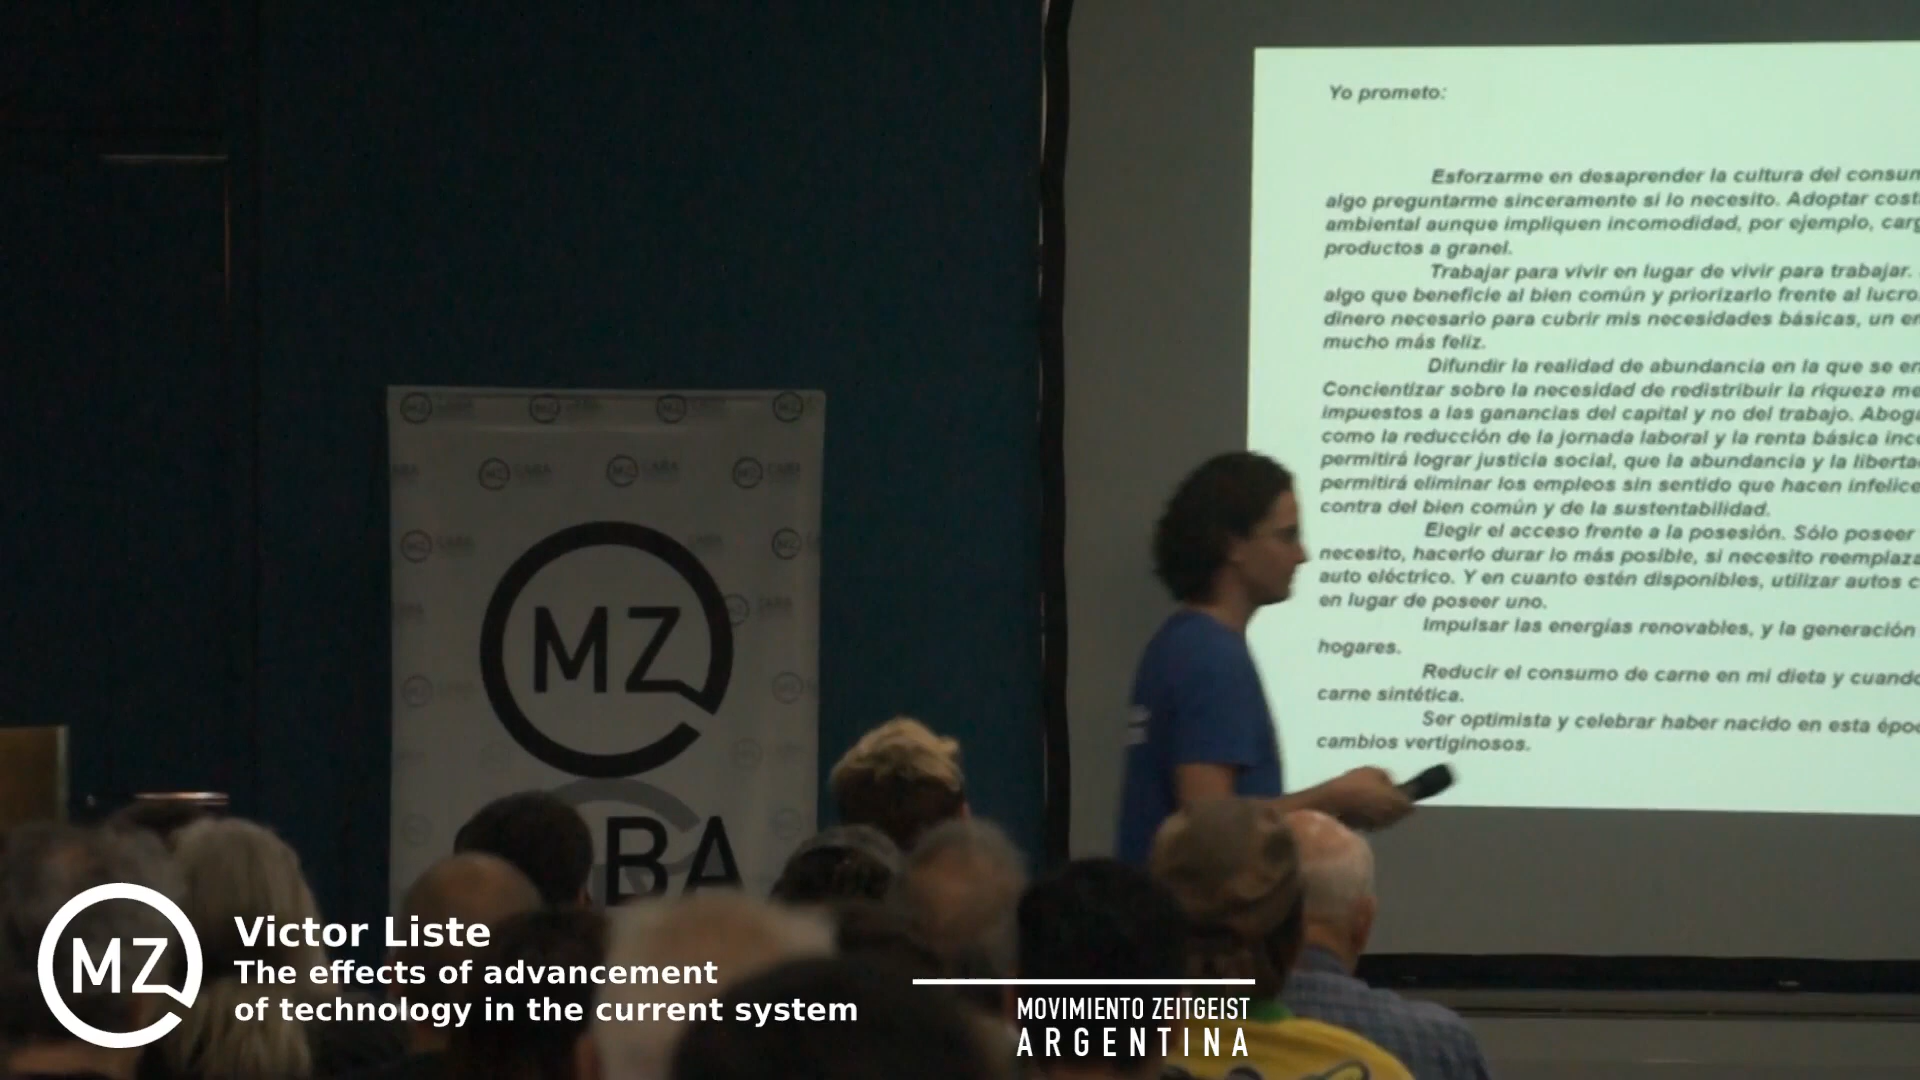 Yo prometo:
Esforzarme en desaprender la cultura del consum
algo preguntarme sinceramente si lo necesito. Adoptar cost
ambiental aunque impliquen incomodidad, por ejemplo, carg
productos a granel.
Trabajar para vivir en lugar de vivir para trabajar.
algo que beneficie al bien común y priorizarlo frente al lucro.
dinero necesario para cubrir mis necesidades básicas, un em
mucho más feliz.
Difundir la realidad de abundancia en la que se en
Concientizar sobre la necesidad de redistribuir la riqueza me
impuestos a las ganancias del capital y no del trabajo. Aboga
como la reducción de la jornada laboral y la renta básica inco
permitirá lograr justicia social, que la abundancia y la liberta
permitirá eliminar los empleos sin sentido que hacen infelice
contra del bien común y de la sustentabilidad.
Elegir el acceso frente a la posesión. Sólo poseer
necesito, hacerlo durar lo más posible, si necesito reemplaza
auto eléctrico. Y en cuanto estén disponibles, utilizar autos c
en lugar de poseer uno.
Impulsar las energías renovables, y la generación
hogares.
Reducir el consumo de carne en mi dieta y cuando
carne sintética.
Ser optimista y celebrar haber nacido en esta époc
cambios vertiginosos.
MZ CABA
MZ
BA
MZ
Victor Liste
The effects of advancement
of technology in the current system
MOVIMIENTO ZEITGEIST
ARGENTINA